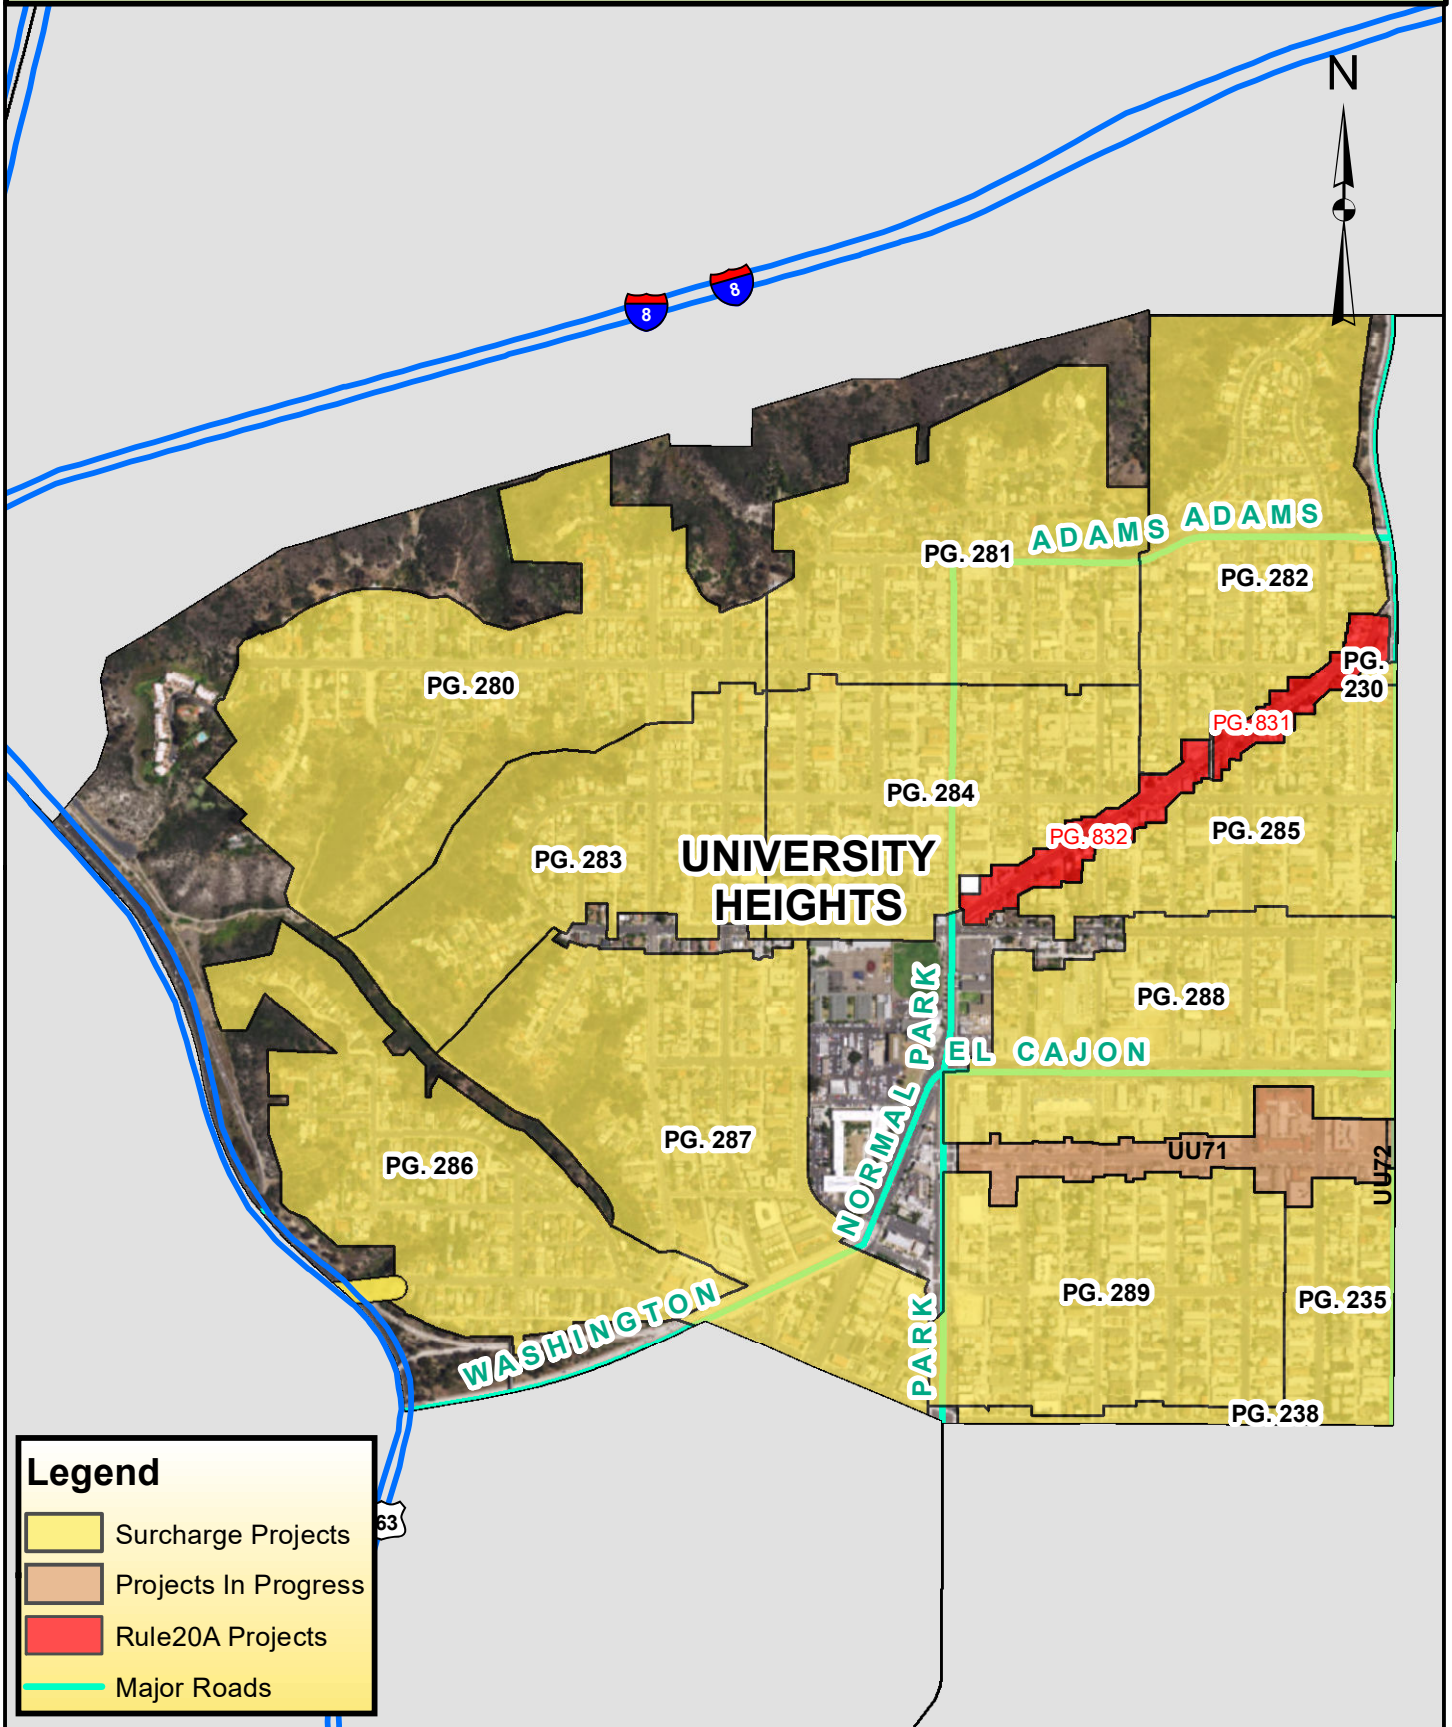 N
8
8
ADAMS ADAMS
PG. 281
PG. 282
PG.
230
PG. 280
PG. 831
PG. 284
PG. 832
PG. 285
UNIVERSITY
HEIGHTS
PG. 283
PG. 288
NORMAL PARK
EL CAJON
PG. 287
UU71
UU72
PG. 286
PG. 289
PG. 235
WASHINGTON
PARK
PG. 238
63
Legend
Surcharge Projects
Projects In Progress
Rule20A Projects
Major Roads